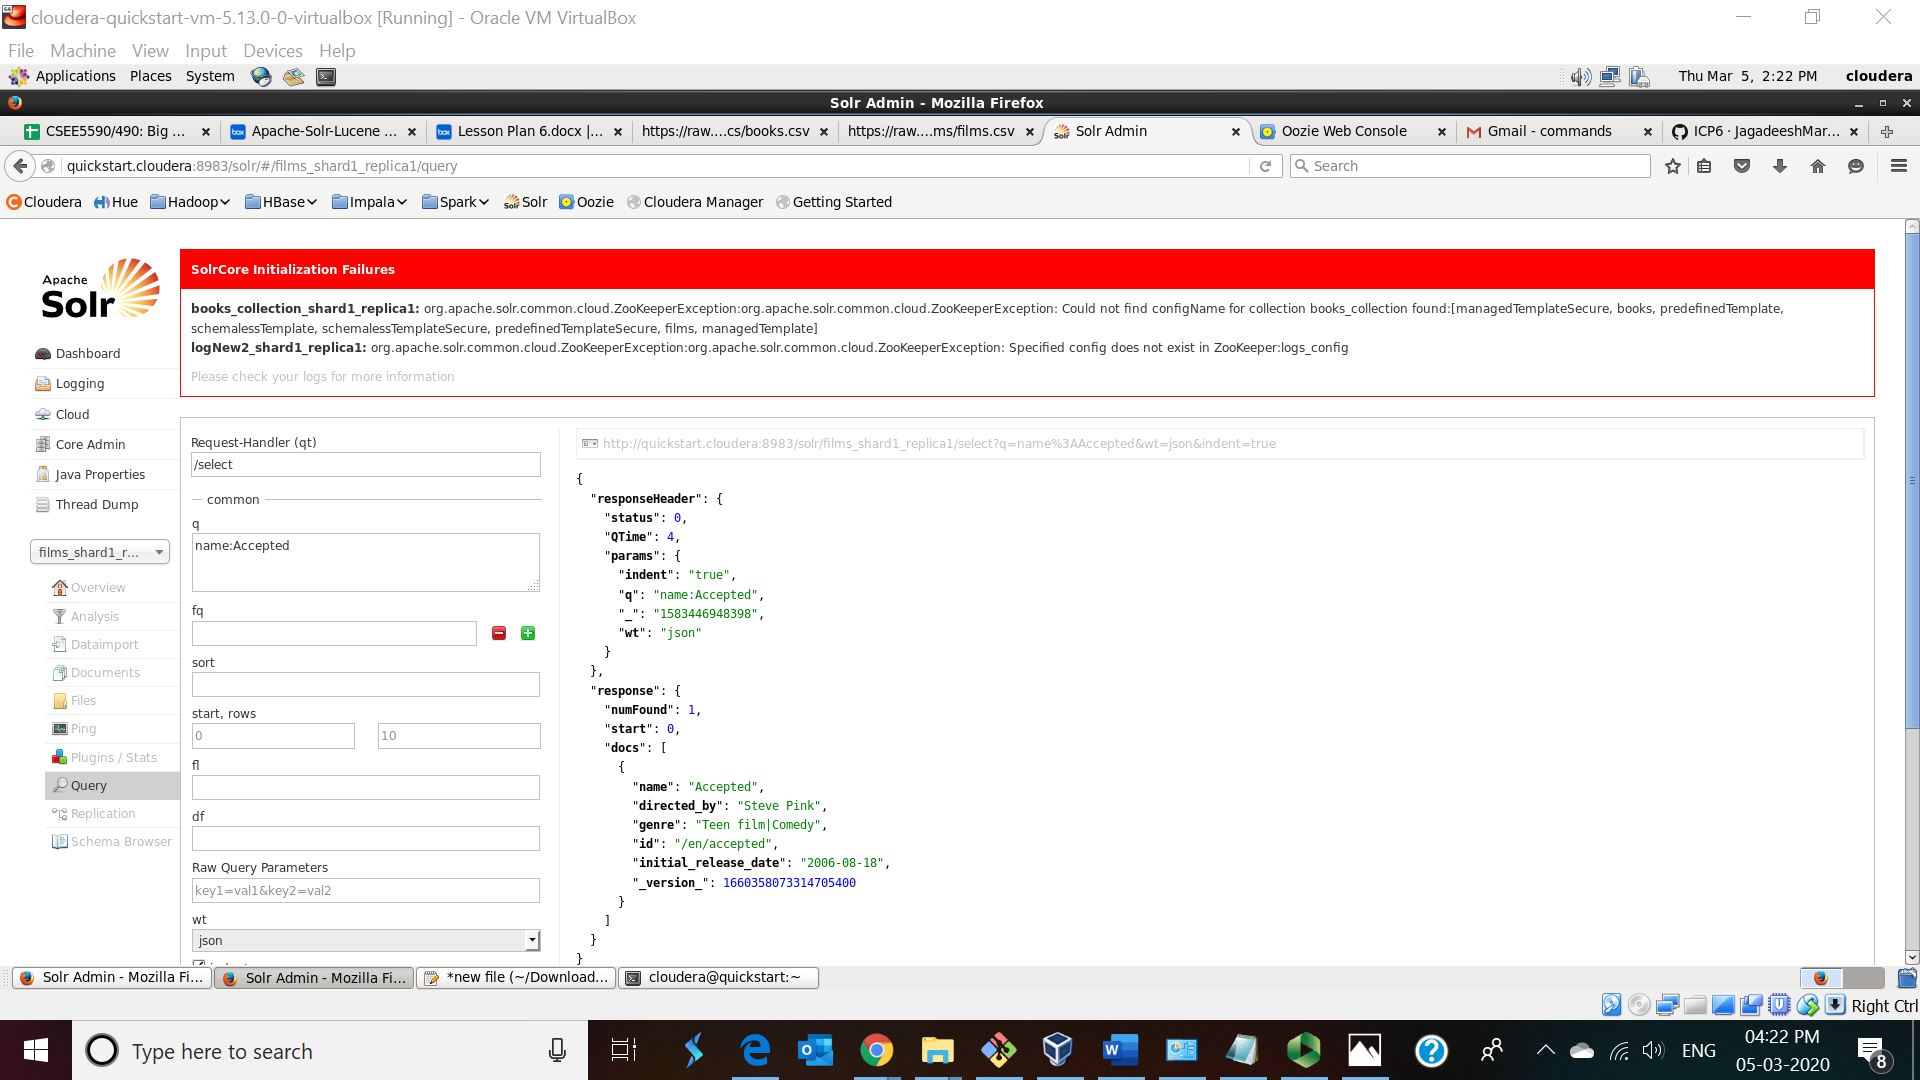 cloudera-quickstart-vm-5.13.0-0-virtualbox [Running] - Oracle VM VirtualBox
File Machine View Input Devices Help
Applications Places System Thu Mar 5, 2:22 PM cloudera
Solr Admin - Mozilla Firefox
CSEE5590/490: Big ... Apache-Solr-Lucene ... Lesson Plan 6.docx |... https://raw....cs/books.csv https://raw....ms/films.csv Solr Admin Oozie Web Console Gmail - commands ICP6 · JagadeeshMar...
quickstart.cloudera:8983/solr/#/films_shard1_replica1/query Search
Cloudera Hue Hadoop HBase Impala Spark Solr Oozie Cloudera Manager Getting Started
Apache Solr
SolrCore Initialization Failures
books_collection_shard1_replica1: org.apache.solr.common.cloud.ZooKeeperException:org.apache.solr.common.cloud.ZooKeeperException: Could not find configName for collection books_collection found:[managedTemplateSecure, books, predefinedTemplate,
schemalessTemplate, schemalessTemplateSecure, predefinedTemplateSecure, films, managedTemplate]
logNew2_shard1_replica1: org.apache.solr.common.cloud.ZooKeeperException:org.apache.solr.common.cloud.ZooKeeperException: Specified config does not exist in ZooKeeper:logs_config
Please check your logs for more information
Dashboard
Logging
Cloud
Core Admin
Java Properties
Thread Dump
films_shard1_r...
Overview
Analysis
Dataimport
Documents
Files
Ping
Plugins / Stats
Query
Replication
Schema Browser
Request-Handler (qt)
/select
common
q
name:Accepted
fq
sort
start, rows
0 10
fl
df
Raw Query Parameters
key1=val1&key2=val2
wt
json
http://quickstart.cloudera:8983/solr/films_shard1_replica1/select?q=name%3AAccepted&wt=json&indent=true
{
"responseHeader": {
"status": 0,
"QTime": 4,
"params": {
"indent": "true",
"q": "name:Accepted",
"_": "1583446948398",
"wt": "json"
}
},
"response": {
"numFound": 1,
"start": 0,
"docs": [
{
"name": "Accepted",
"directed_by": "Steve Pink",
"genre": "Teen film|Comedy",
"id": "/en/accepted",
"initial_release_date": "2006-08-18",
"_version_": 1660358073314705400
}
]
}
}
Solr Admin - Mozilla Fi... Solr Admin - Mozilla Fi... *new file (~/Download... cloudera@quickstart:~
Right Ctrl
Type here to search ENG 04:22 PM
05-03-2020 8